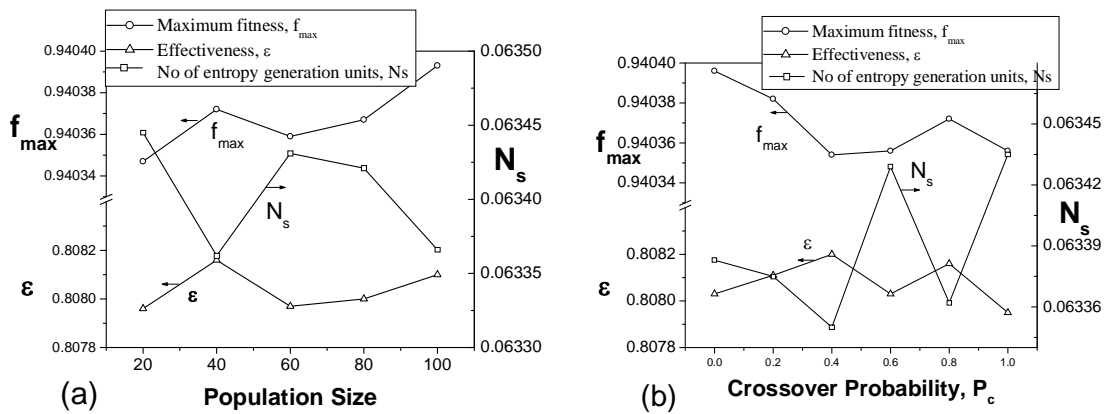 Maximum fitness, f_max
Effectiveness, ε
No of entropy generation units, Ns
0.94040
0.94038
0.94036
0.94034
0.8082
0.8080
0.8078
f_max
ε
f_max
N_s
ε
0.06350
0.06345
0.06340
0.06335
0.06330
N_s
20 40 60 80 100
(a)
Population Size
Maximum fitness, f_max
Effectiveness, ε
No of entropy generation units, Ns
0.94040
0.94038
0.94036
0.94034
0.8082
0.8080
0.8078
f_max
ε
f_max
N_s
ε
0.06345
0.06342
0.06339
0.06336
N_s
0.0 0.2 0.4 0.6 0.8 1.0
(b)
Crossover Probability, P_c